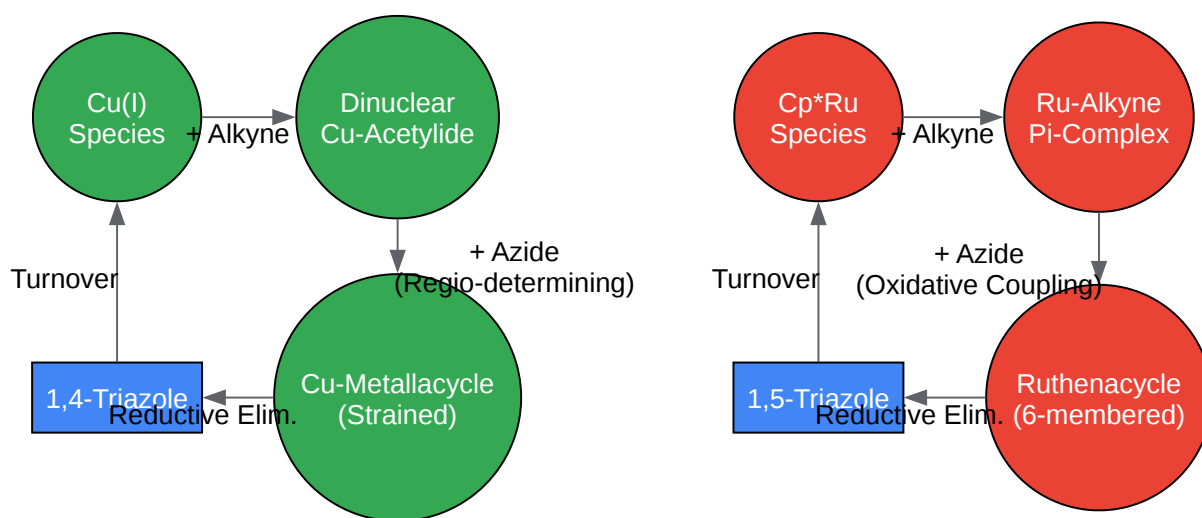 Cu(I)
Species
+ Alkyne
Dinuclear
Cu-Acetylide
+ Azide
(Regio-determining)
Cu-Metallacycle
(Strained)
Reductive Elim.
1,4-Triazole
Turnover
Cp*Ru
Species
+ Alkyne
Ru-Alkyne
Pi-Complex
+ Azide
(Oxidative Coupling)
Ruthenacycle
(6-membered)
Reductive Elim.
1,5-Triazole
Turnover